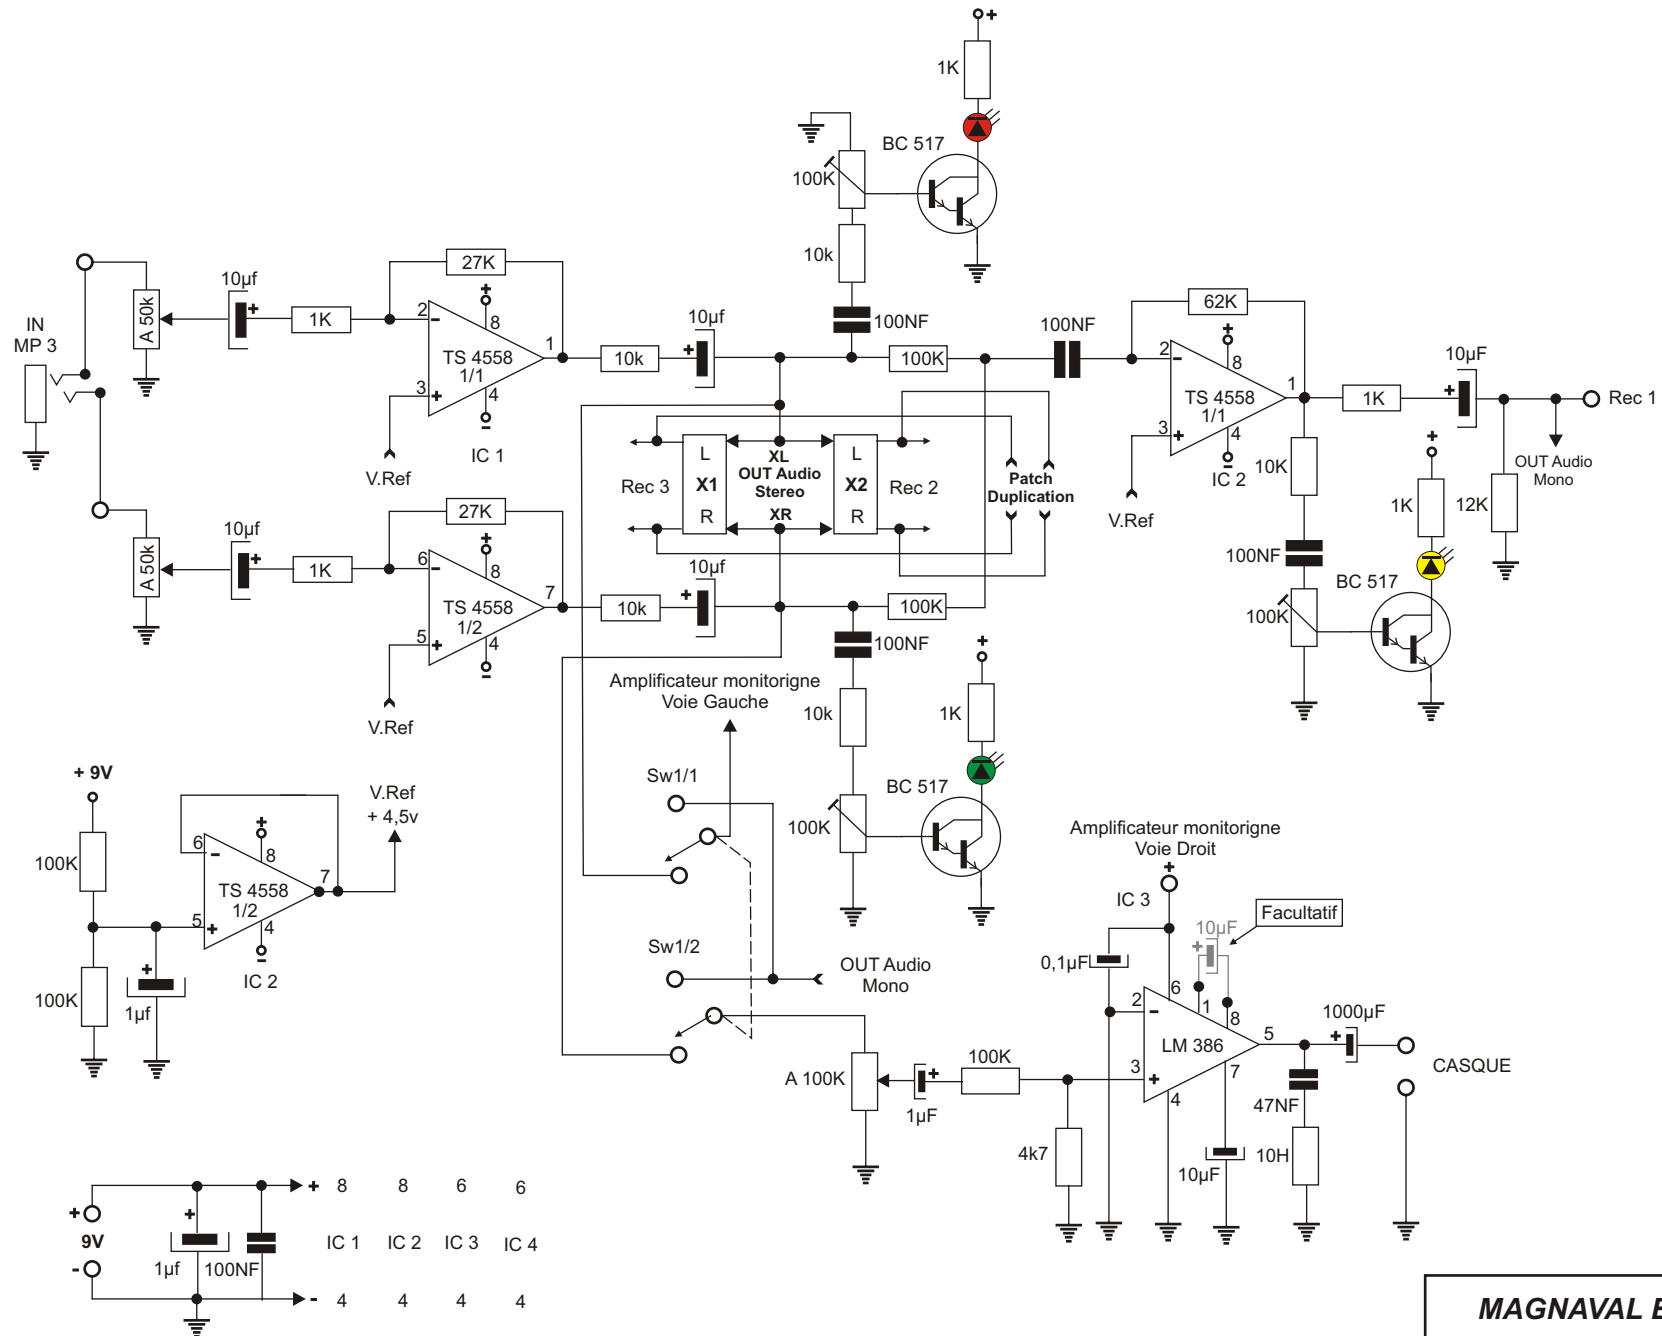 +
1K
BC 517
100K
10k
100NF
IN
MP 3
A 50k
10µf
+
1K
27K
+
8
2
-
TS 4558
1/1
1
3
+
4
-
V.Ref
IC 1
10k
10µf
+
100K
100NF
62K
+
8
2
-
TS 4558
1/1
1
3
+
4
-
V.Ref
IC 2
1K
10µF
+
Rec 1
OUT Audio
Mono
12K
10K
100NF
100K
BC 517
+
1K
Rec 3
L
X1
R
XL
OUT Audio
Stereo
XR
L
X2
R
Rec 2
Patch
Duplication
A 50k
10µf
+
1K
27K
+
8
6
-
TS 4558
1/2
7
5
+
4
-
V.Ref
10k
10µf
+
100K
100NF
10k
100K
BC 517
+
1K
Amplificateur monitorigne
Voie Gauche
Sw1/1
Sw1/2
OUT Audio
Mono
+ 9V
100K
100K
+
1µf
6
-
+
8
TS 4558
1/2
7
5
+
4
-
IC 2
V.Ref
+ 4,5v
Amplificateur monitorigne
Voie Droit
+
IC 3
0,1µF
10µF
+
Facultatif
A 100K
+
1µF
100K
4k7
2
-
6
1
8
LM 386
5
3
+
4
7
10µF
1000µF
+
47NF
10H
CASQUE
+
9V
-
+
1µf
100NF
+ 8 8 6 6
IC 1 IC 2 IC 3 IC 4
- 4 4 4 4